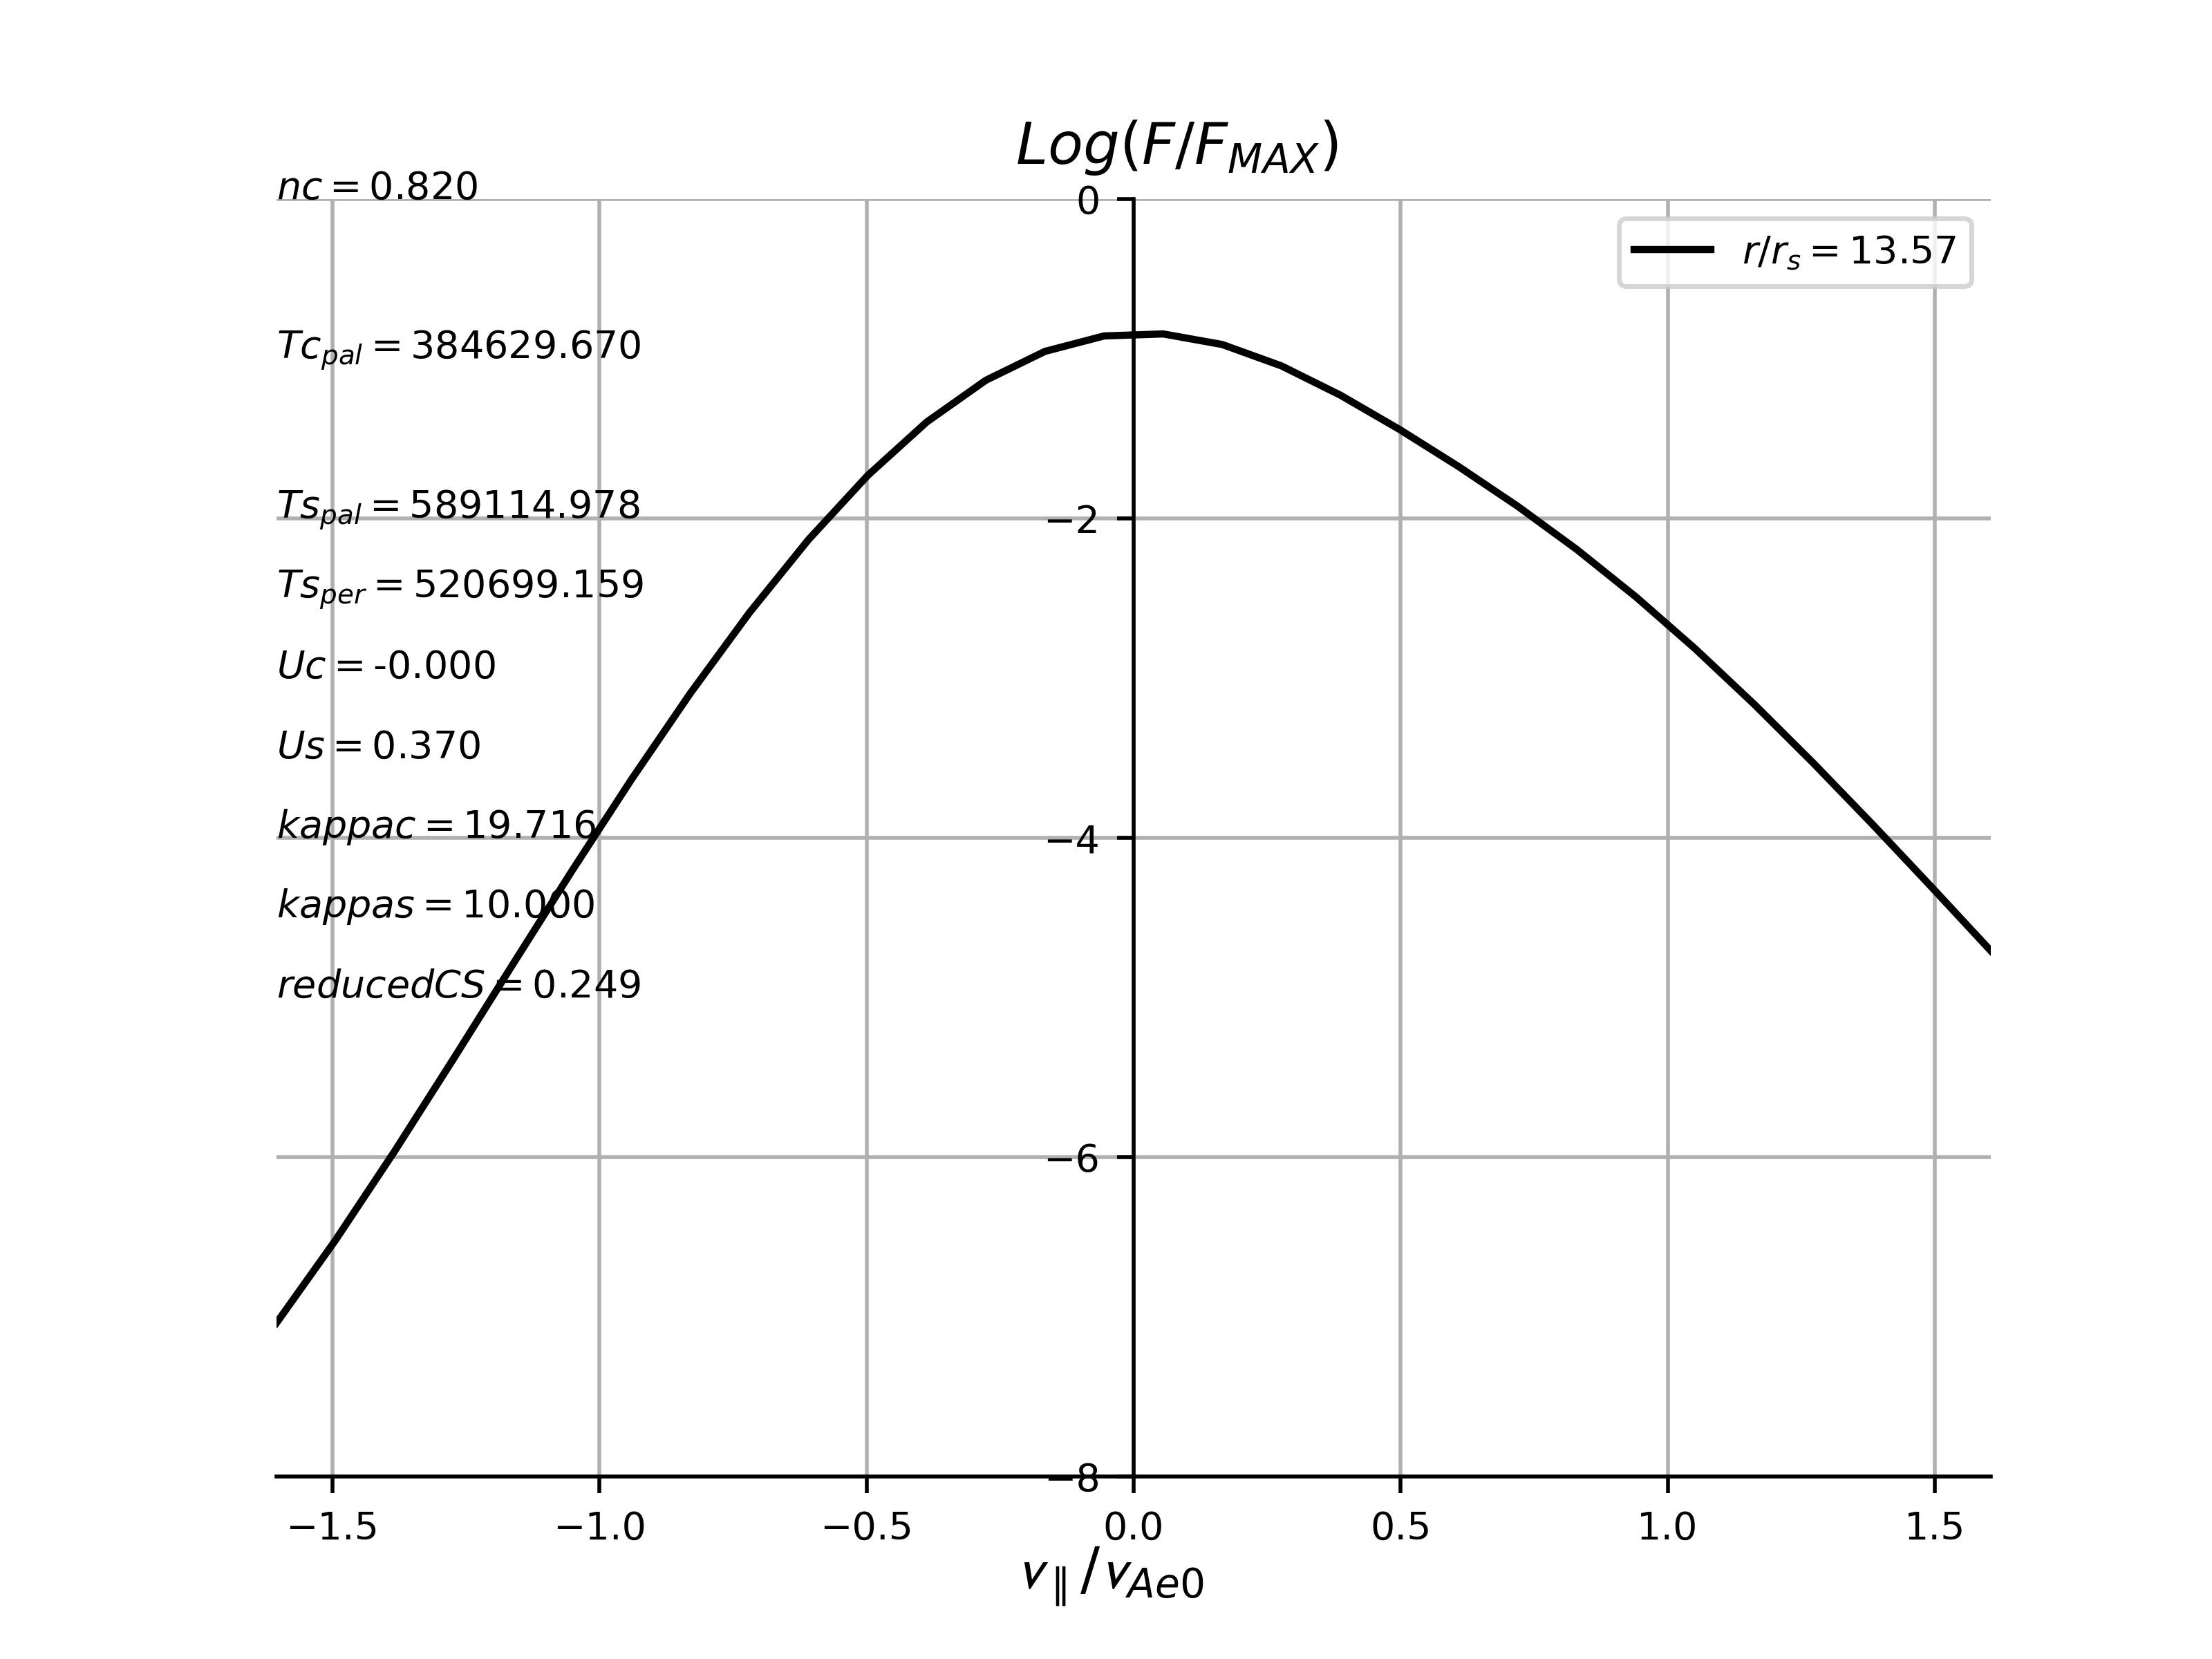 Log(F/F_MAX)
nc = 0.820
0
r/r_s = 13.57
Tc_pal = 384629.670
Ts_pal = 589114.978
−2
Ts_per = 520699.159
Uc = -0.000
Us = 0.370
kappac = 19.716
−4
kappas = 10.000
reducedCS = 0.249
−6
−8
−1.5 −1.0 −0.5 0.0 0.5 1.0 1.5
v_∥/v_Ae0